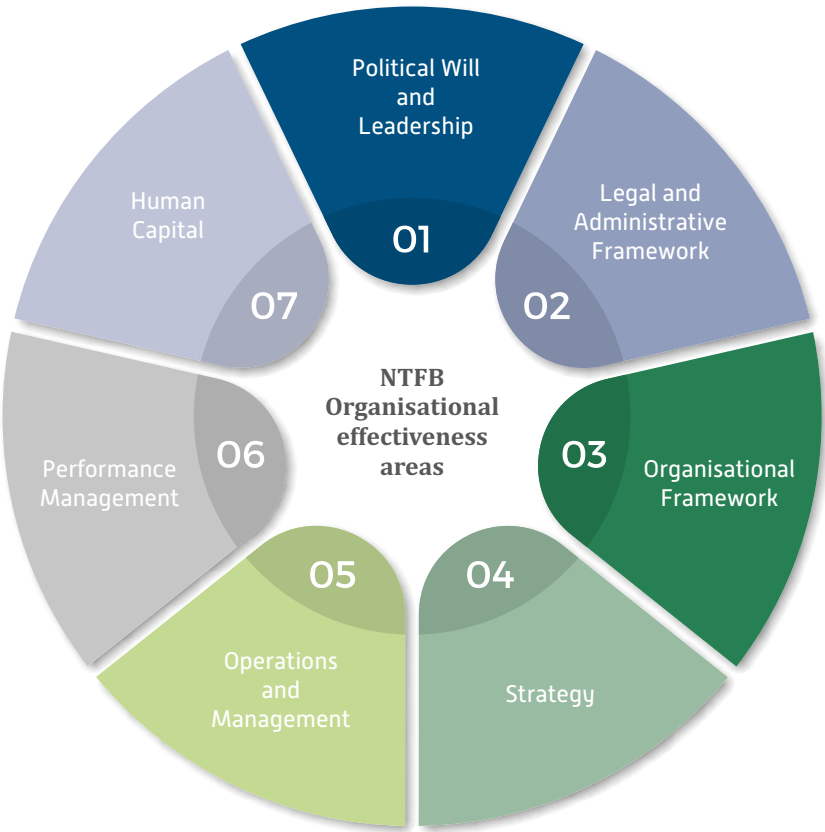 NTFB
Organisational
effectiveness
areas
Political Will
and
Leadership
01
Legal and
Administrative
Framework
02
03
Organisational
Framework
04
Strategy
05
Operations
and
Management
06
Performance
Management
Human
Capital
07